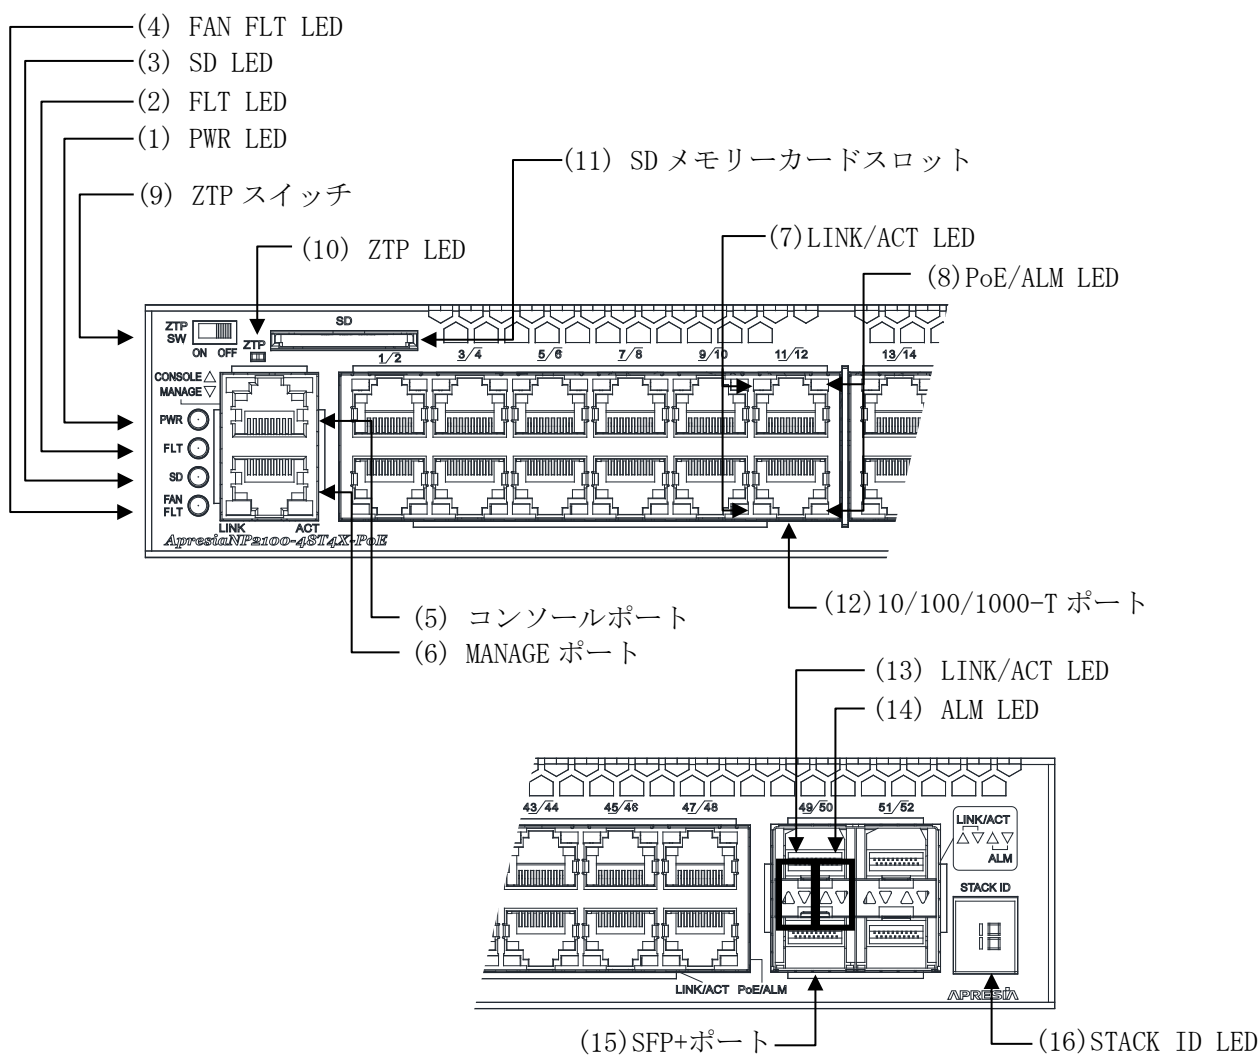 (4) FAN FLT LED
(3) SD LED
(2) FLT LED
(1) PWR LED
(11) SD メモリーカードスロット
(9) ZTP スイッチ
(7)LINK/ACT LED
(10) ZTP LED
(8)PoE/ALM LED
ZTP SW
ON OFF
ZTP
SD
1/2 3/4 5/6 7/8 9/10 11/12 13/14
CONSOLE △
MANAGE ▽
PWR
FLT
SD
FAN FLT
LINK ACT
ApresiaNP2100-48T4X-PoE
(12)10/100/1000-T ポート
(5) コンソールポート
(6) MANAGE ポート
(13) LINK/ACT LED
(14) ALM LED
43/44 45/46 47/48 49/50 51/52
LINK/ACT
△▽△▽
ALM
STACK ID
LINK/ACT PoE/ALM
APRESIA
(15)SFP+ポート
(16)STACK ID LED